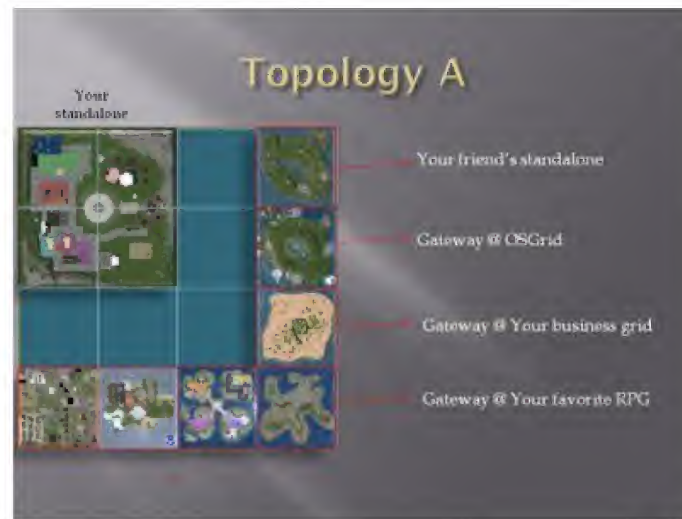 Topology A
Your
standalone
Your friend's standalone
Gateway @ OSGrid
Gateway @ Your business grid
Gateway @ Your favorite RPG